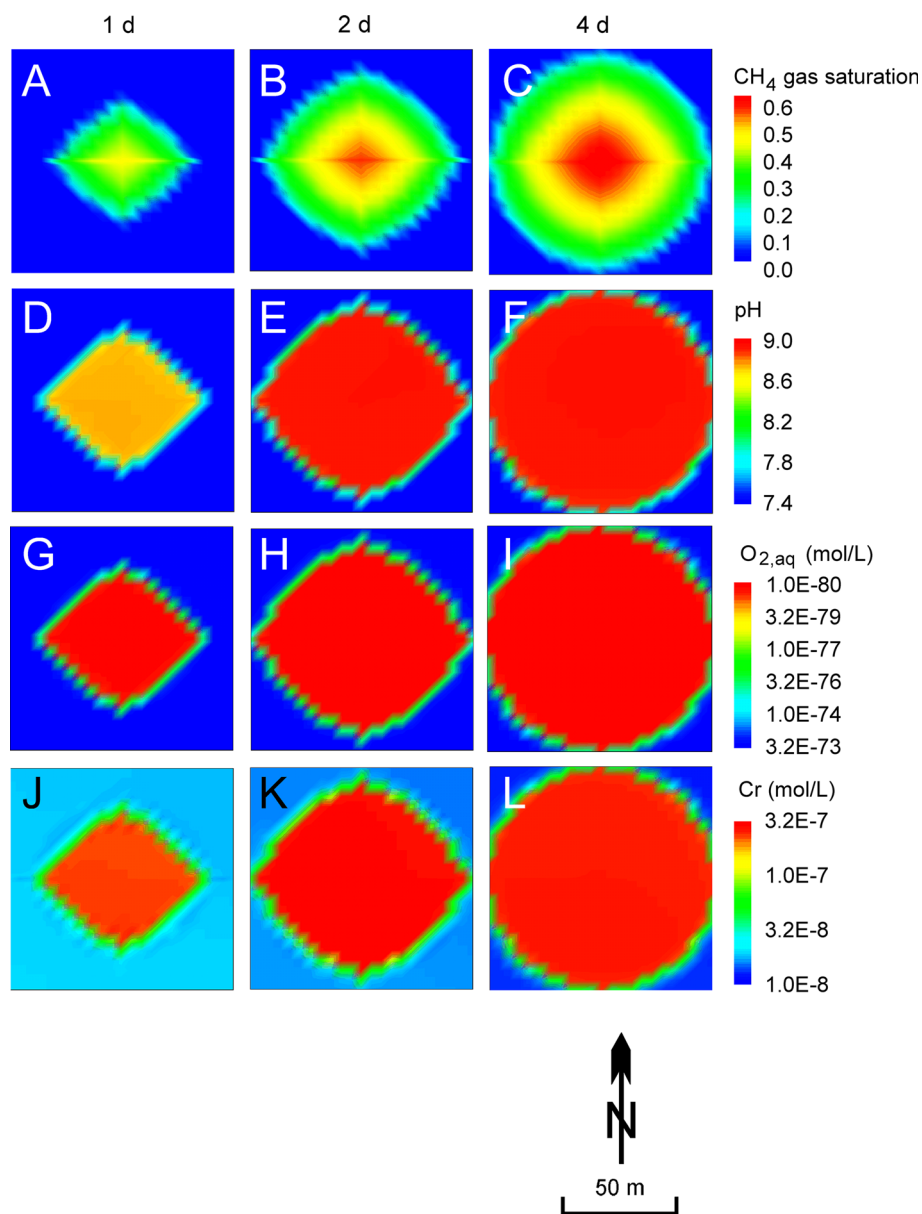 1 d 2 d 4 d
A B C
CH4 gas saturation
0.6
0.5
0.4
0.3
0.2
0.1
0.0
D E F
pH
9.0
8.6
8.2
7.8
7.4
G H I
O2,aq (mol/L)
1.0E-80
3.2E-79
1.0E-77
3.2E-76
1.0E-74
3.2E-73
J K L
Cr (mol/L)
3.2E-7
1.0E-7
3.2E-8
1.0E-8
N
50 m